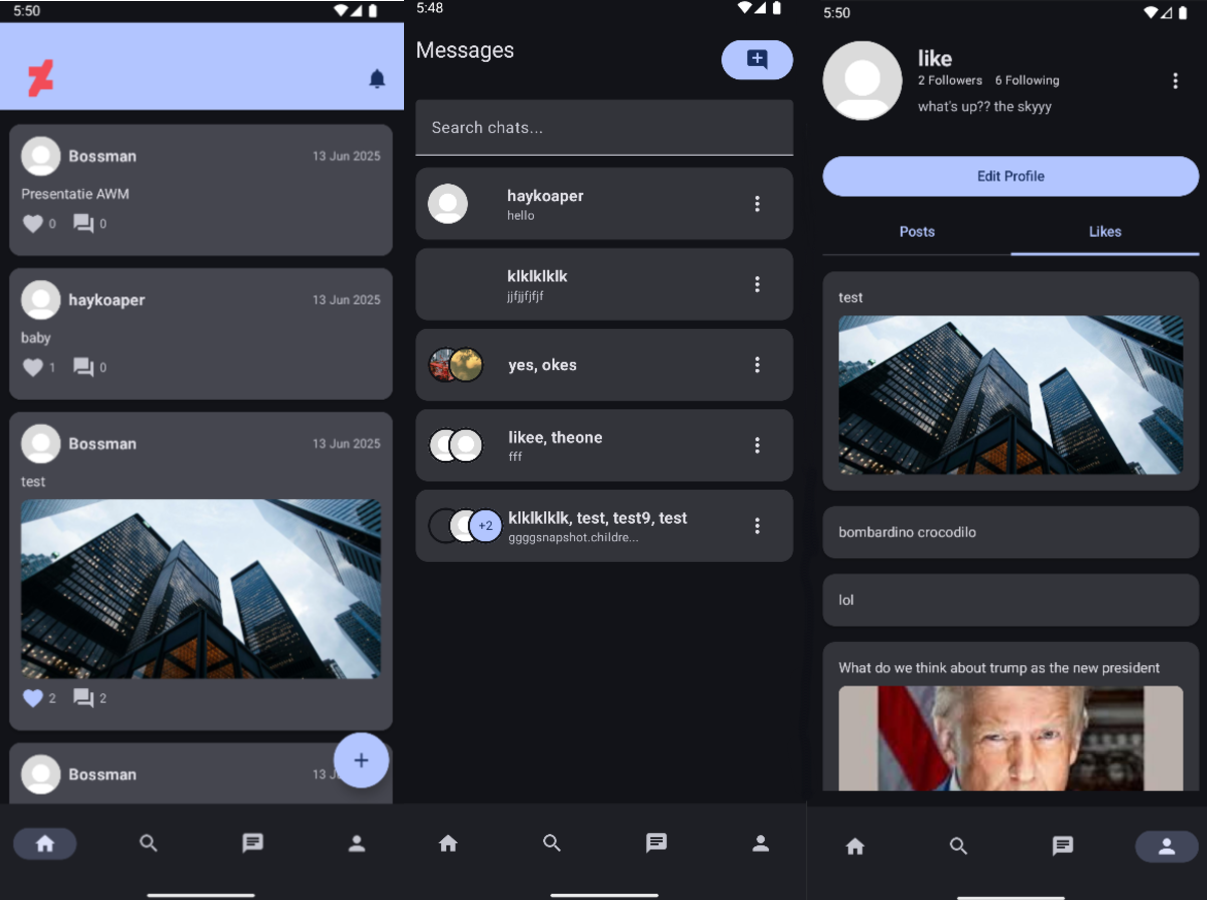 5:50
Bossman
13 Jun 2025
Presentatie AWM
0
0
haykoaper
13 Jun 2025
baby
1
0
Bossman
13 Jun 2025
test
2
2
Bossman
13 J
+
5:48
Messages
Search chats...
haykoaper
hello
klklklklk
jjfjjfjfjf
yes, okes
likee, theone
fff
+2
klklklklk, test, test9, test
ggggsnapshot.childre...
5:50
like
2 Followers 6 Following
what's up?? the skyyy
Edit Profile
Posts Likes
test
bombardino crocodilo
lol
What do we think about trump as the new president